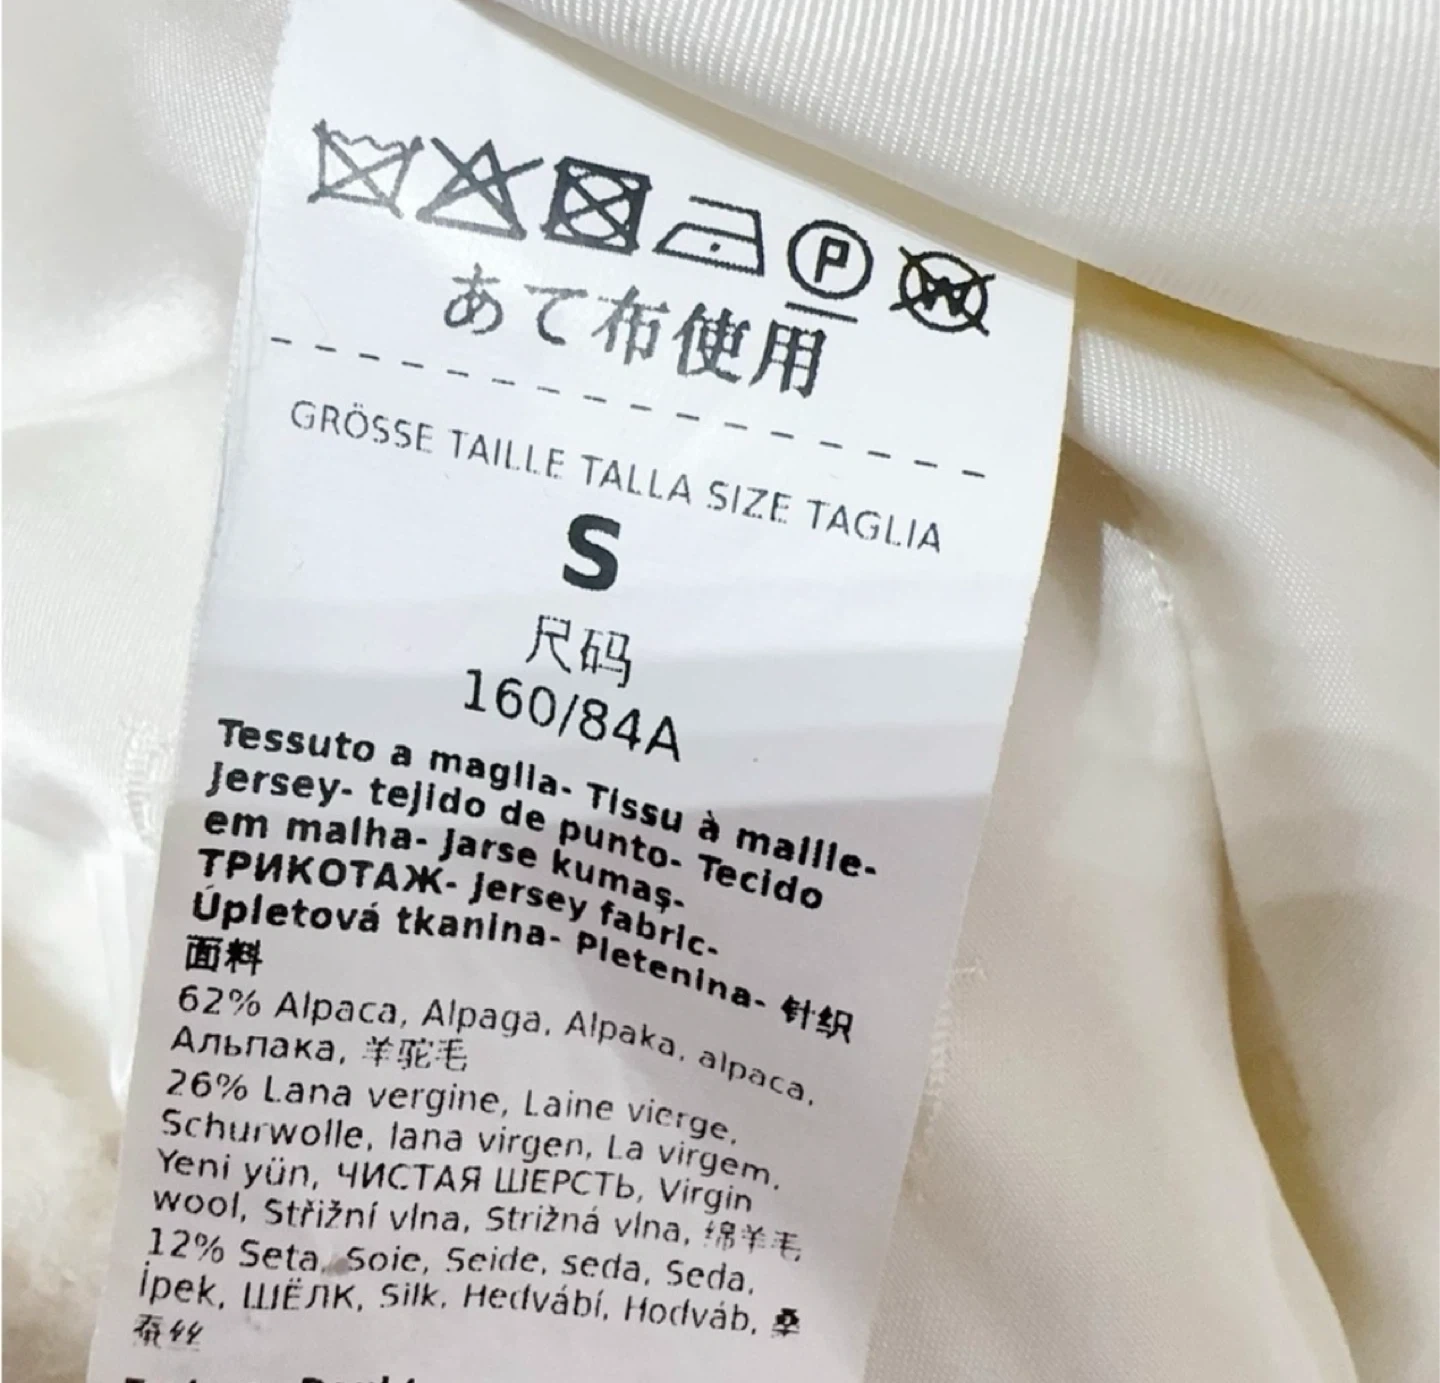 P
W
あて布使用
GRÖSSE TAILLE TALLA SIZE TAGLIA
S
尺码
160/84A
Tessuto a maglia- Tissu à maille-
Jersey- tejido de punto- Tecido
em malha- Jarse kumaş-
ТРИКОТАЖ- Jersey fabric-
Úpletová tkanina- Pletenina- 针织
面料
62% Alpaca, Alpaga, Alpaka, alpaca,
Альпака, 羊驼毛
26% Lana vergine, Laine vierge,
Schurwolle, lana virgen, La virgem,
Yeni yün, ЧИСТАЯ ШЕРСТЬ, Virgin
wool, Střižní vlna, Strižná vlna, 绵羊毛
12% Seta, Soie, Seide, seda, Seda,
İpek, ШЁЛК, Silk, Hedvábí, Hodváb, 桑
蚕丝